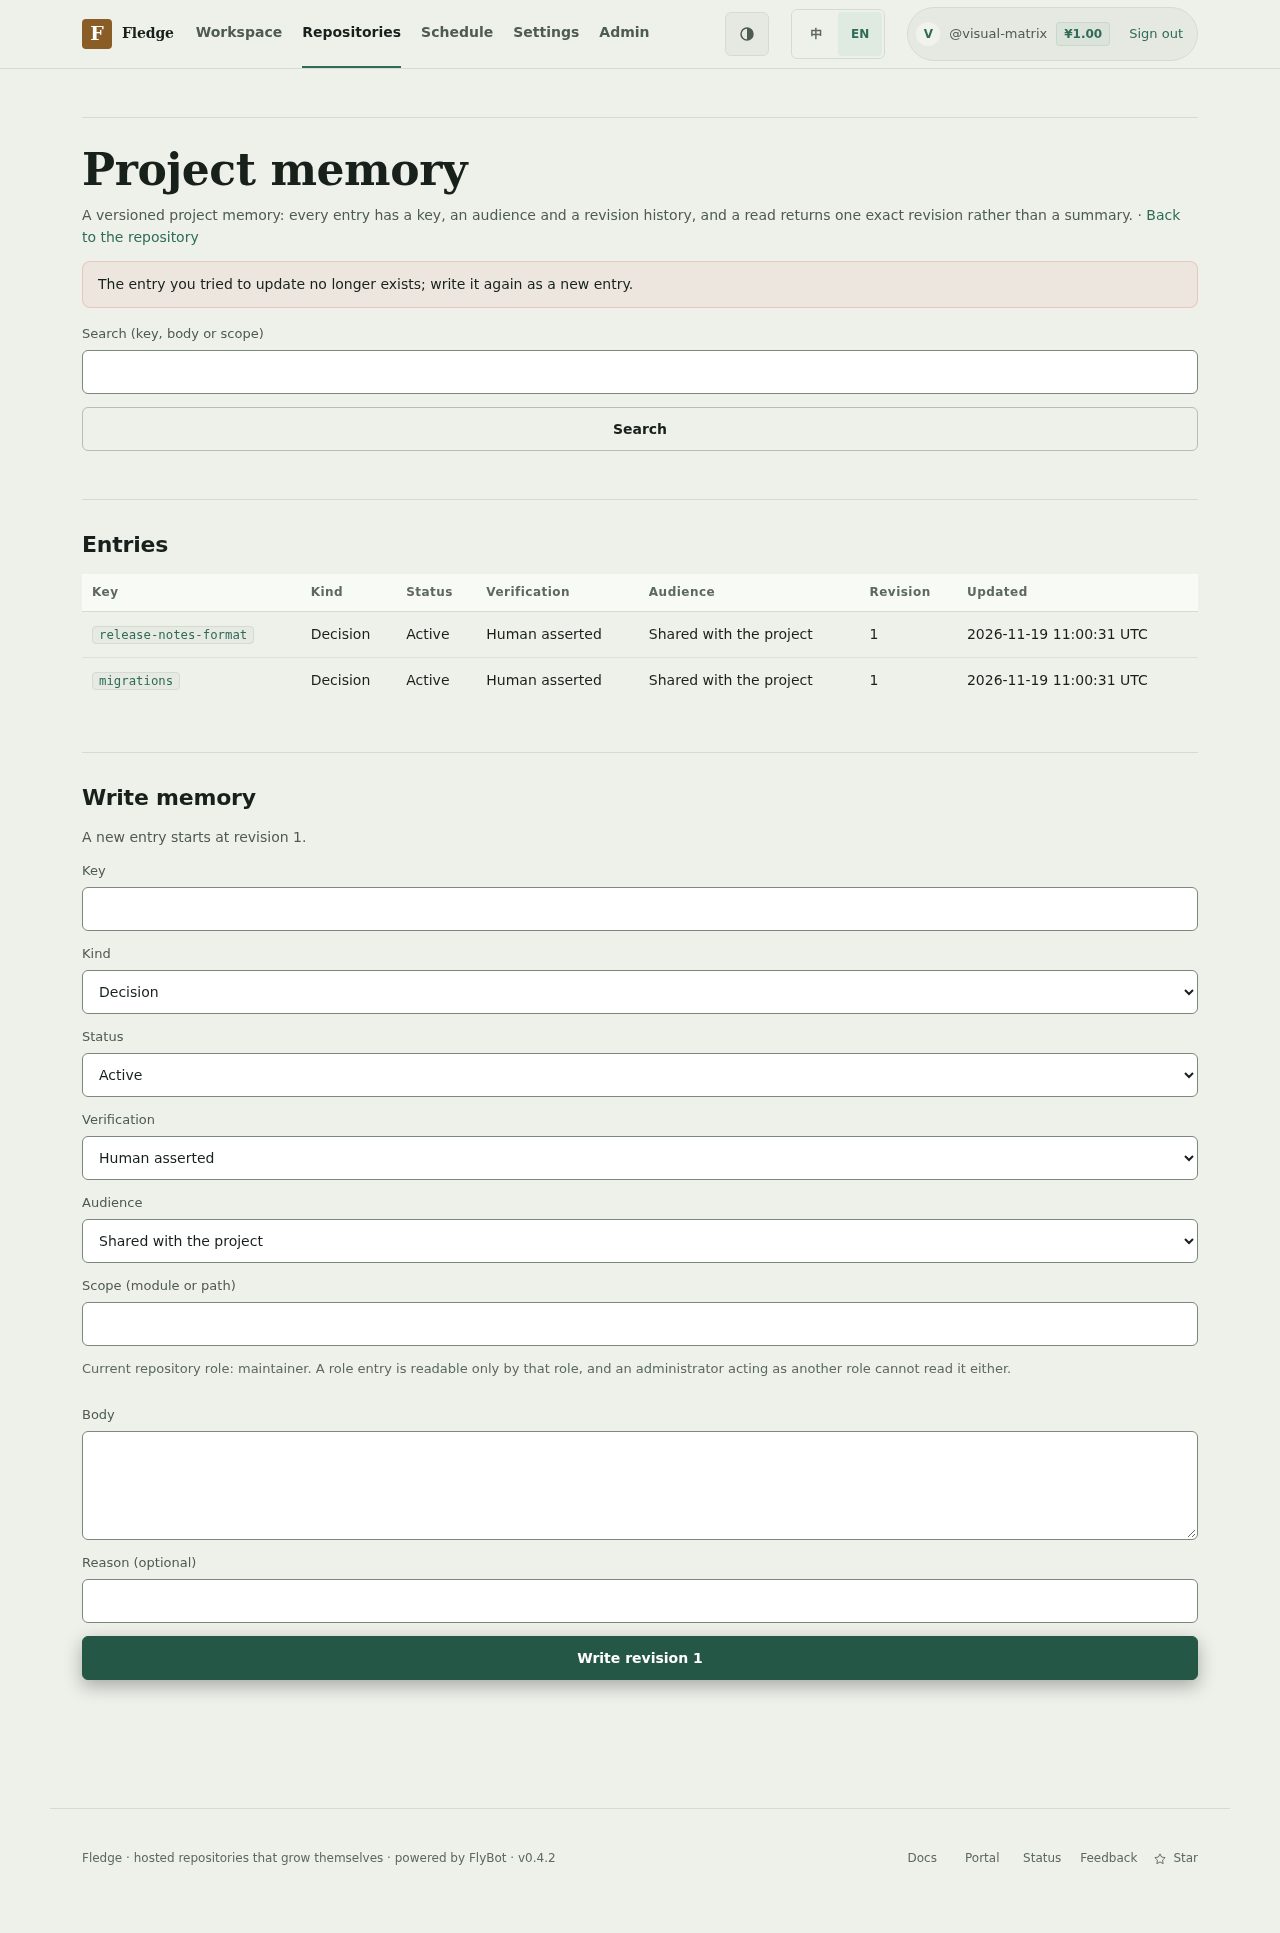 F Fledge Workspace Repositories Schedule Settings Admin 中 EN V @visual-matrix ¥1.00 Sign out
Project memory
A versioned project memory: every entry has a key, an audience and a revision history, and a read returns one exact revision rather than a summary. · Back
to the repository
The entry you tried to update no longer exists; write it again as a new entry.
Search (key, body or scope)
Search
Entries
Key Kind Status Verification Audience Revision Updated
release-notes-format Decision Active Human asserted Shared with the project 1 2026-11-19 11:00:31 UTC
migrations Decision Active Human asserted Shared with the project 1 2026-11-19 11:00:31 UTC
Write memory
A new entry starts at revision 1.
Key
Kind
Decision
Status
Active
Verification
Human asserted
Audience
Shared with the project
Scope (module or path)
Current repository role: maintainer. A role entry is readable only by that role, and an administrator acting as another role cannot read it either.
Body
Reason (optional)
Write revision 1
Fledge · hosted repositories that grow themselves · powered by FlyBot · v0.4.2 Docs Portal Status Feedback Star